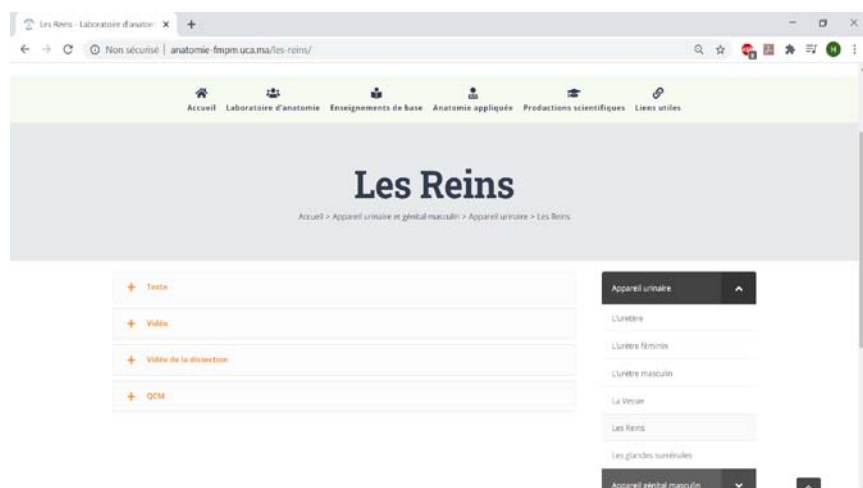 Les Reins - Laboratoire d'anatom
Non sécurisé | anatomie-fmpm.uca.ma/les-reins/
Accueil Laboratoire d'anatomie Enseignements de base Anatomie appliquée Productions scientifiques Liens utiles
Les Reins
Accueil > Appareil urinaire et génital masculin > Appareil urinaire > Les Reins
Texte
Vidéo
Vidéo de la dissection
QCM
Appareil urinaire
L'uretère
L'urètre féminin
L'urètre masculin
La Vessie
Les Reins
Les glandes surrénales
Appareil génital masculin